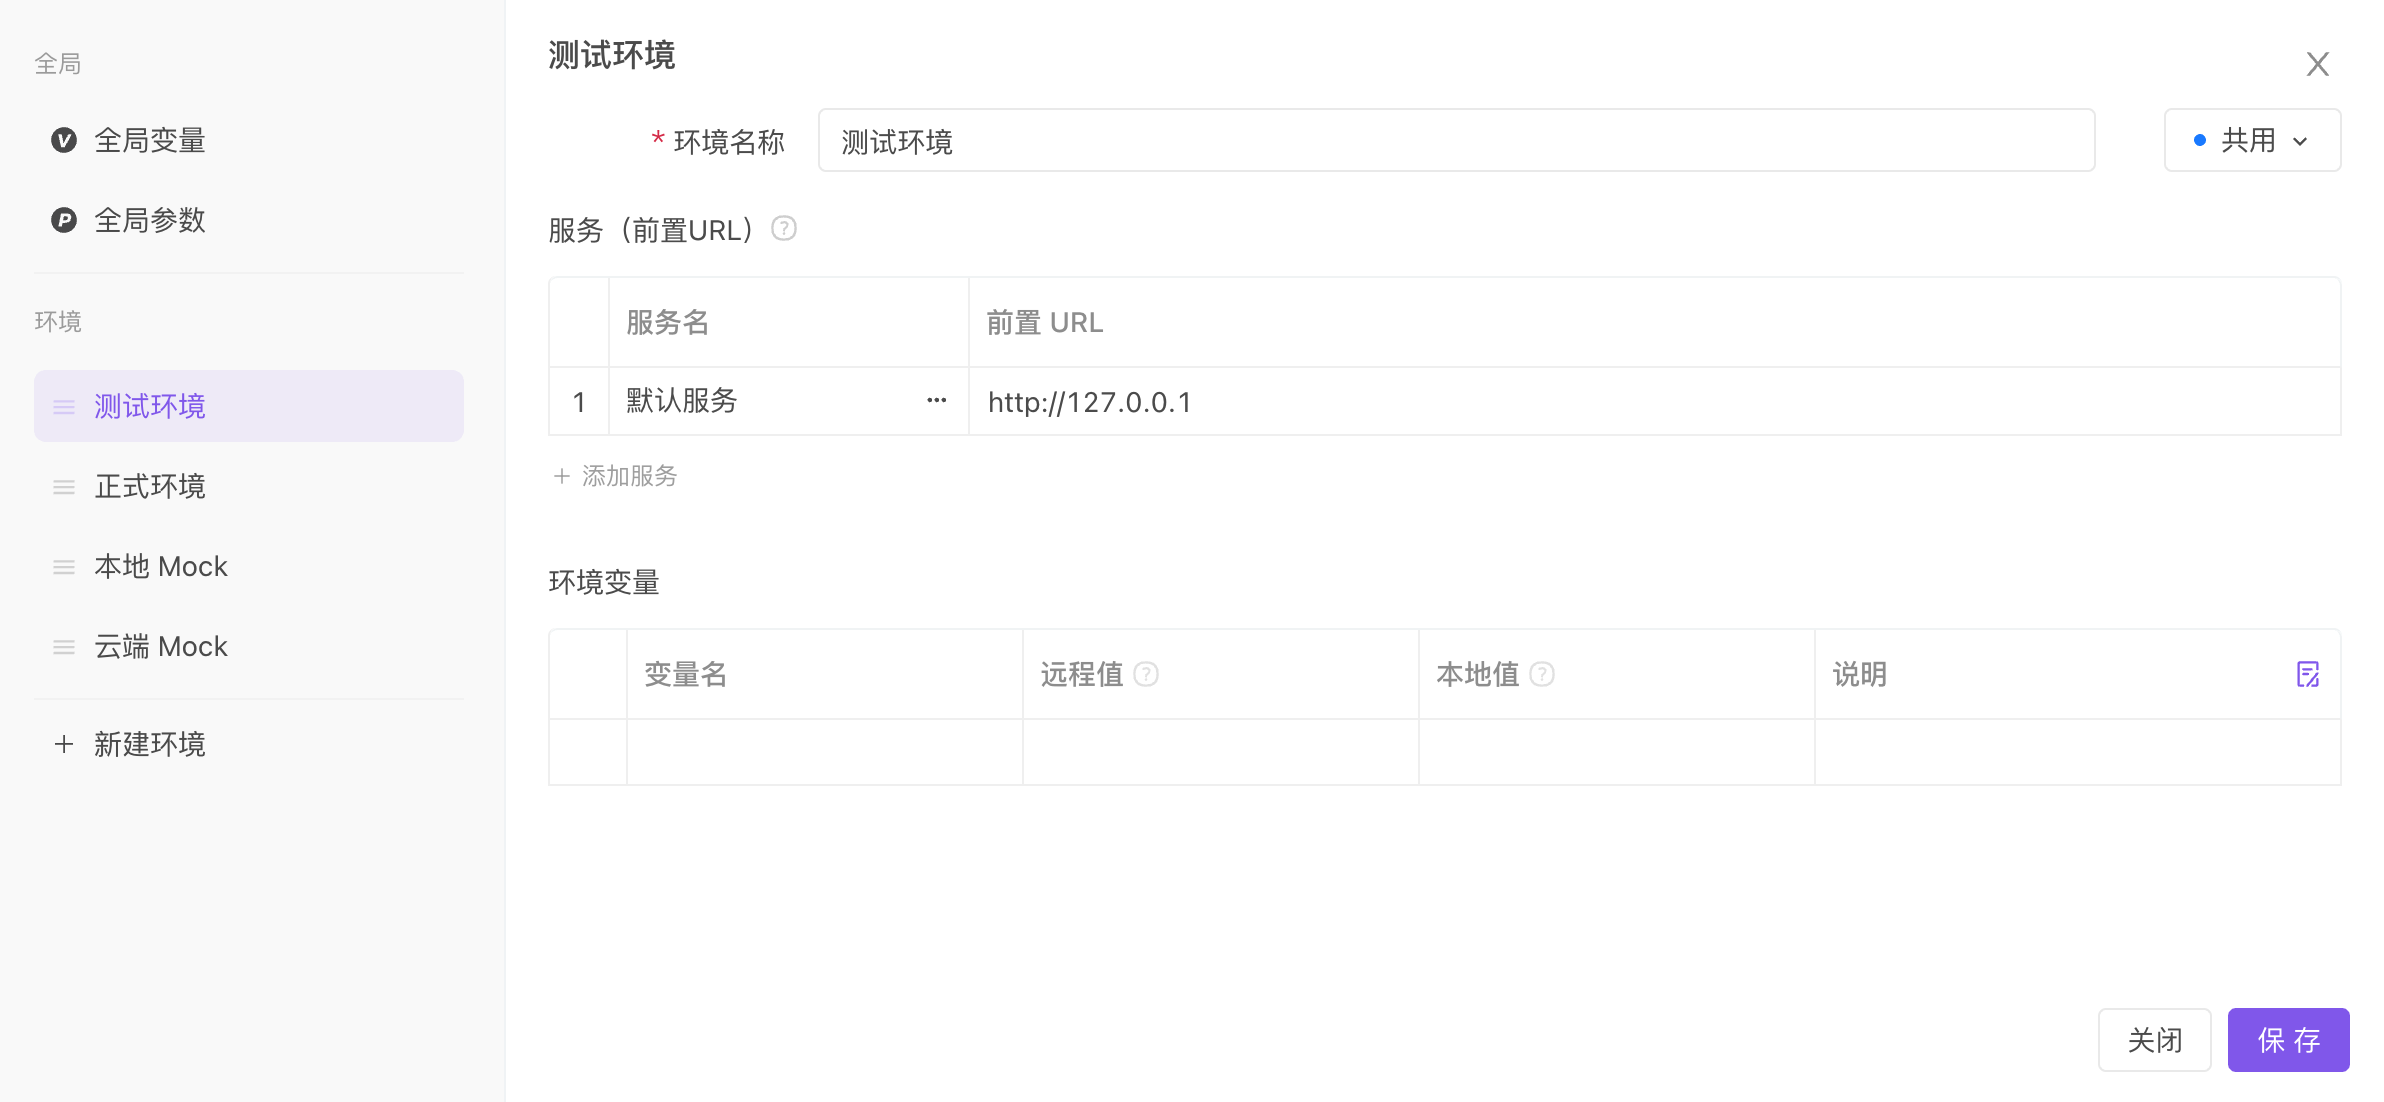 全局
全局变量
全局参数
环境
测试环境
正式环境
本地 Mock
云端 Mock
新建环境
测试环境
* 环境名称 测试环境 共用
服务（前置URL）
服务名 前置 URL
1 默认服务 ··· http://127.0.0.1
+ 添加服务
环境变量
变量名 远程值 本地值 说明
关闭 保 存